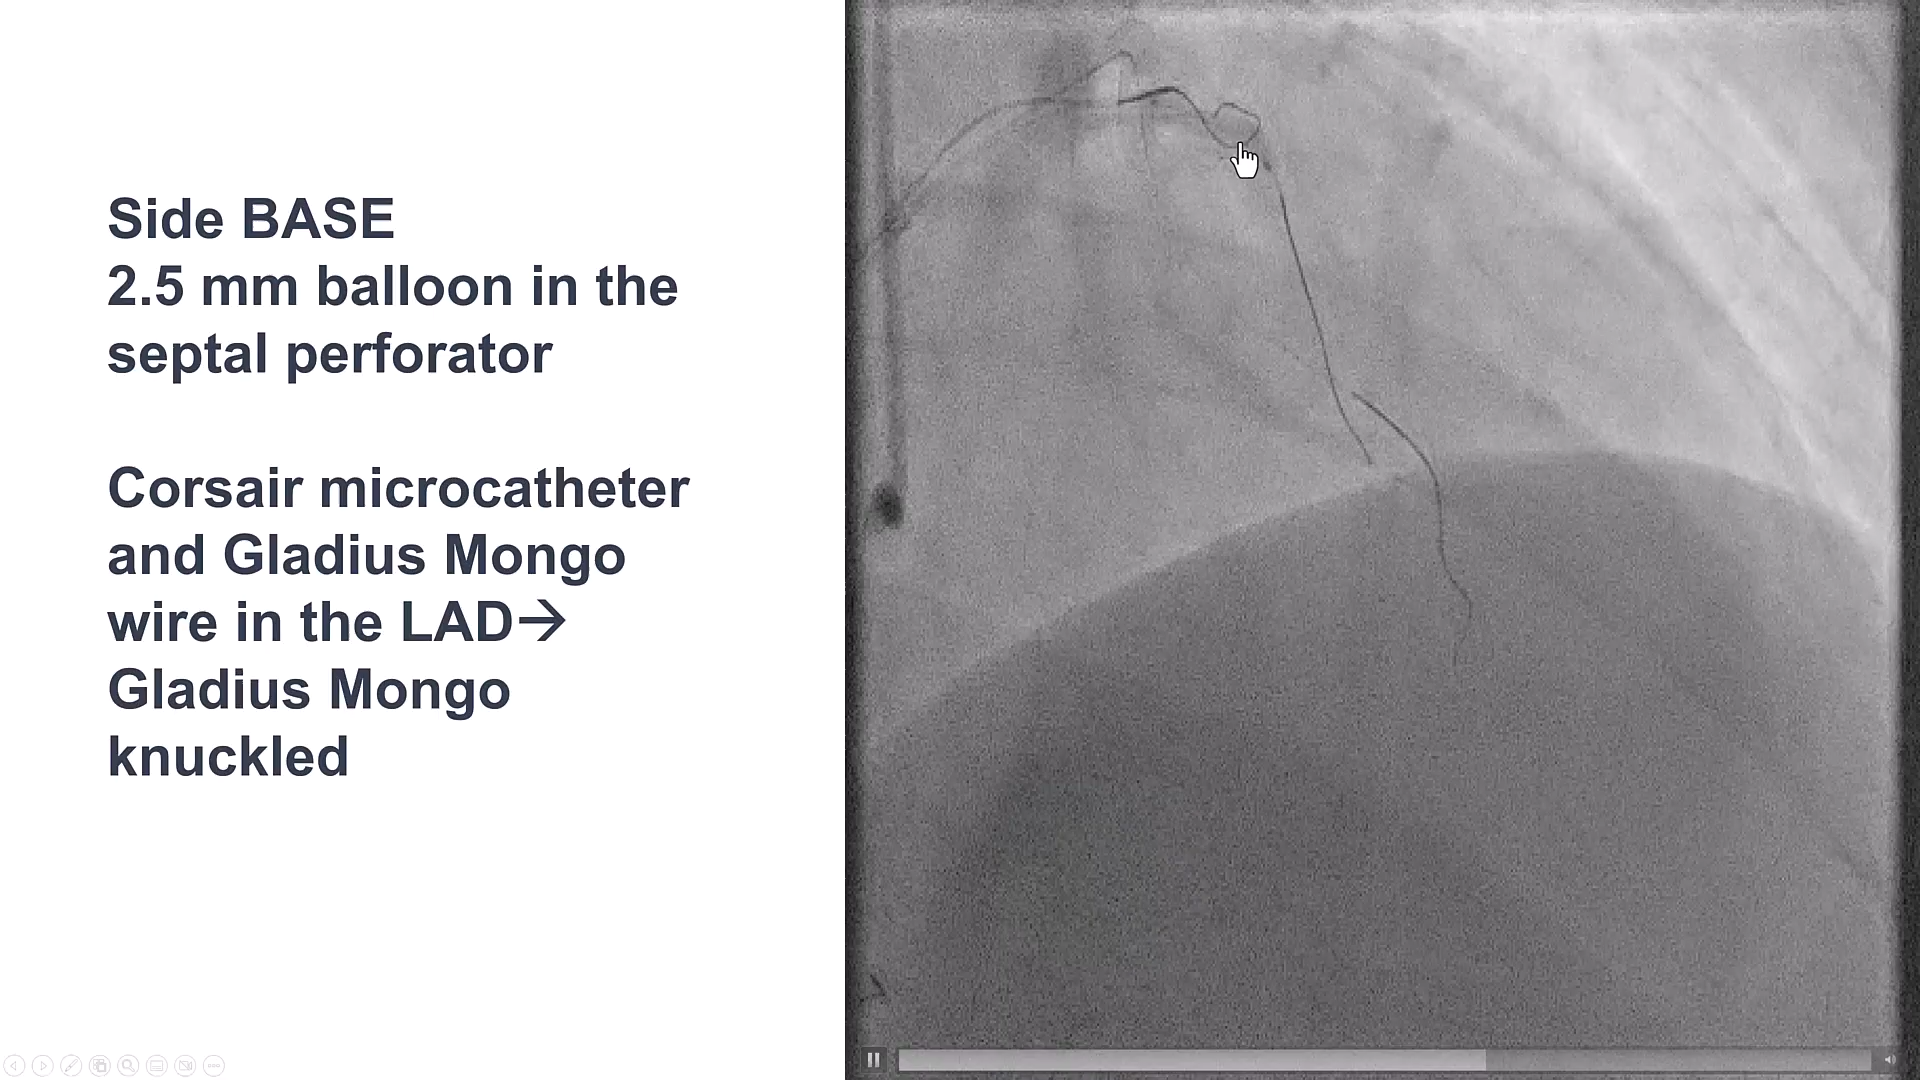 Side BASE
2.5 mm balloon in the
septal perforator
Corsair microcatheter
and Gladius Mongo
wire in the LAD→
Gladius Mongo
knuckled